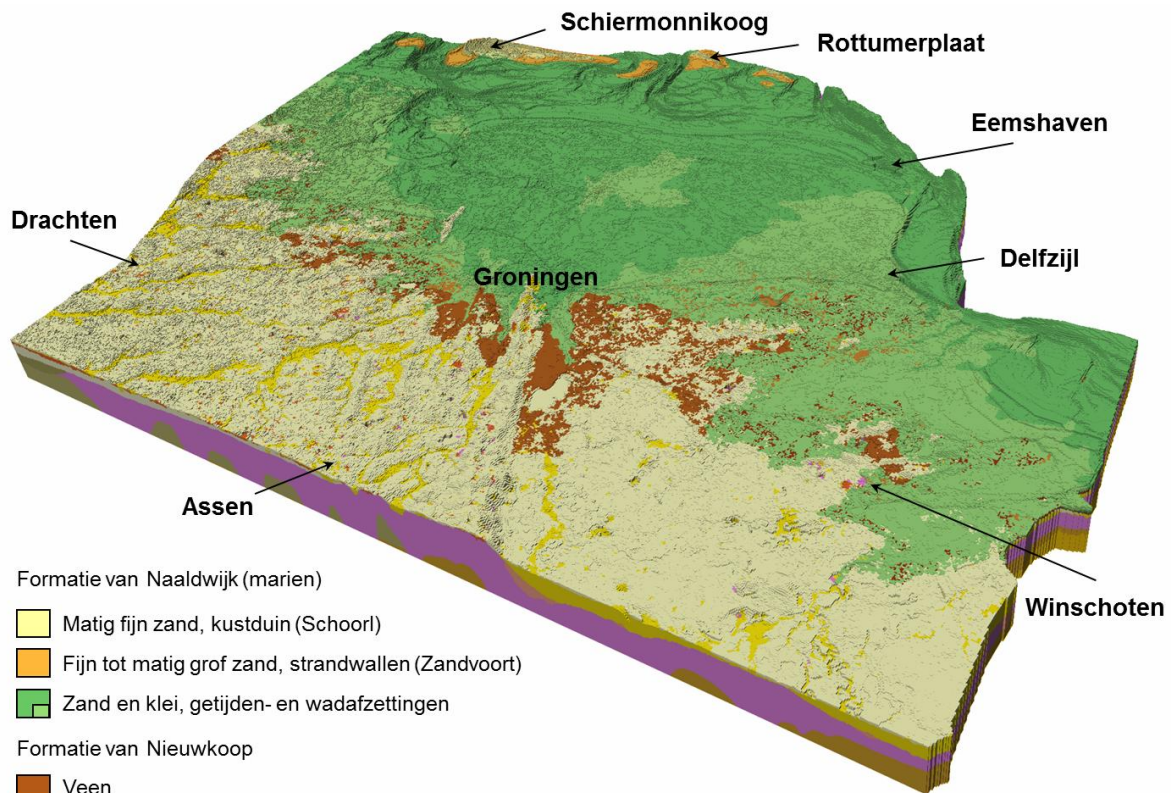 Schiermonnikoog
Rottumerplaat
Eemshaven
Drachten
Delfzijl
Groningen
Assen
Winschoten
Formatie van Naaldwijk (marien)
Matig fijn zand, kustduin (Schoorl)
Fijn tot matig grof zand, strandwallen (Zandvoort)
Zand en klei, getijden- en wadafzettingen
Formatie van Nieuwkoop
Veen